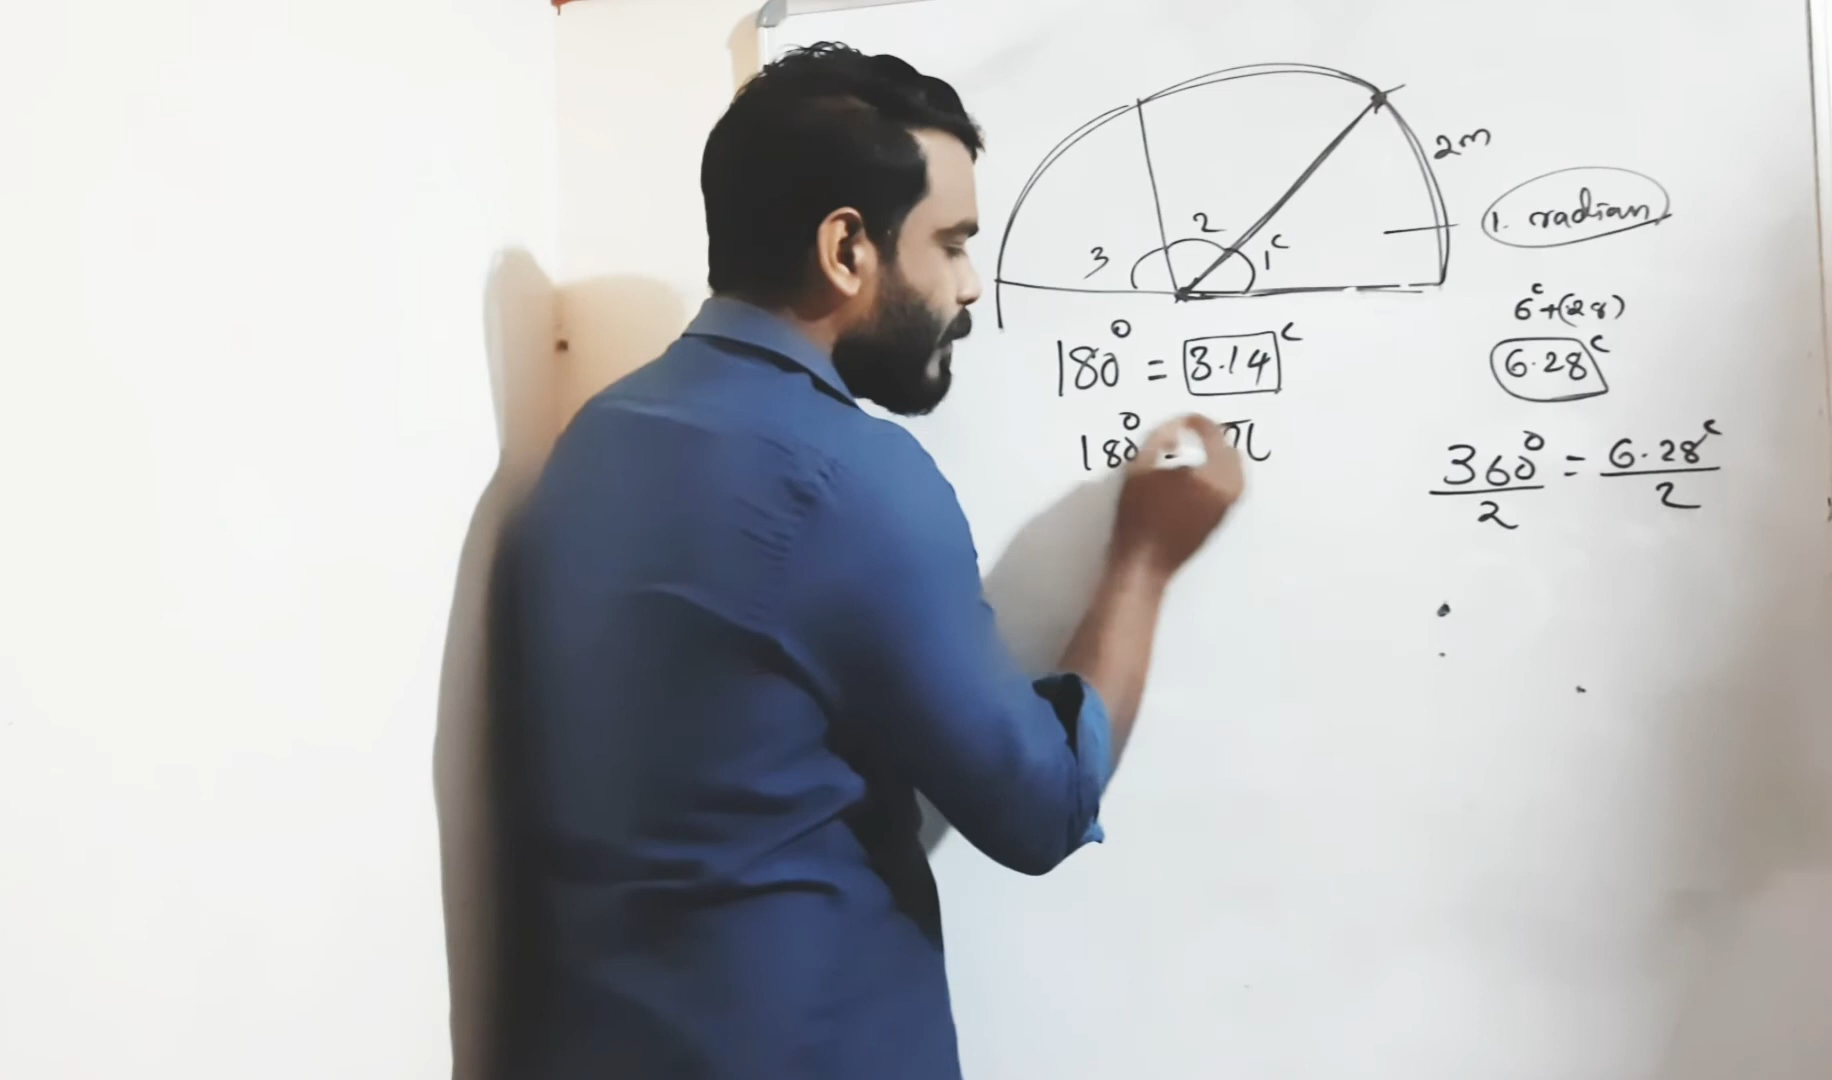 2m
1. radian
2
3
1ᶜ
6ᶜ+(28)
180° = 3.14ᶜ
6.28ᶜ
180° = π
360°/2 = 6.28ᶜ/2